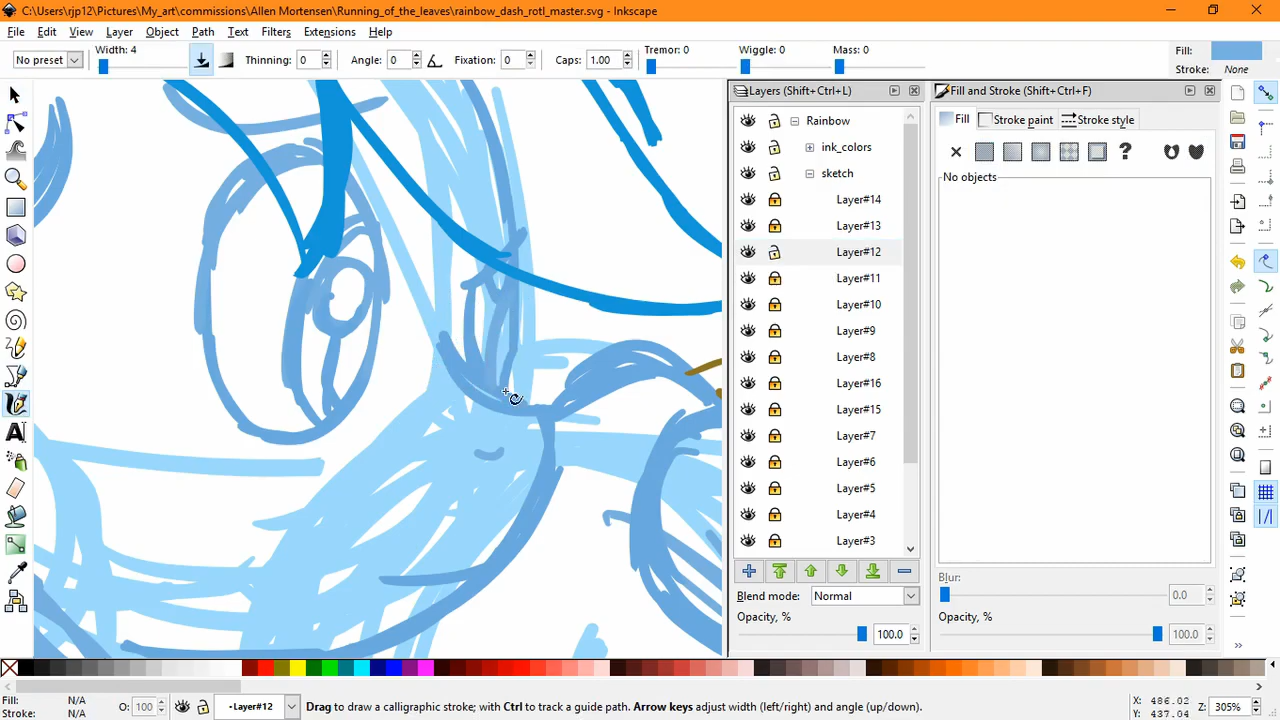 C:\Users\rjp12\Pictures\My_art\commissions\Allen Mortensen\Running_of_the_leaves\rainbow_dash_rotl_master.svg - Inkscape
File Edit View Layer Object Path Text Filters Extensions Help
No preset Width: 4 Thinning: 0 Angle: 0 Fixation: 0 Caps: 1.00 Tremor: 0 Wiggle: 0 Mass: 0 Fill:
Stroke: None
Layers (Shift+Ctrl+L)
Rainbow
ink_colors
sketch
Layer#14
Layer#13
Layer#12
Layer#11
Layer#10
Layer#9
Layer#8
Layer#16
Layer#15
Layer#7
Layer#6
Layer#5
Layer#4
Layer#3
Blend mode: Normal
Opacity, %
100.0
Fill and Stroke (Shift+Ctrl+F)
Fill Stroke paint Stroke style
?
No objects
Blur:
0.0
Opacity, %
100.0
Fill: N/A
Stroke: N/A
O: 100
•Layer#12
Drag to draw a calligraphic stroke; with Ctrl to track a guide path. Arrow keys adjust width (left/right) and angle (up/down).
X: 486.02
Y: 437.04
Z: 305%